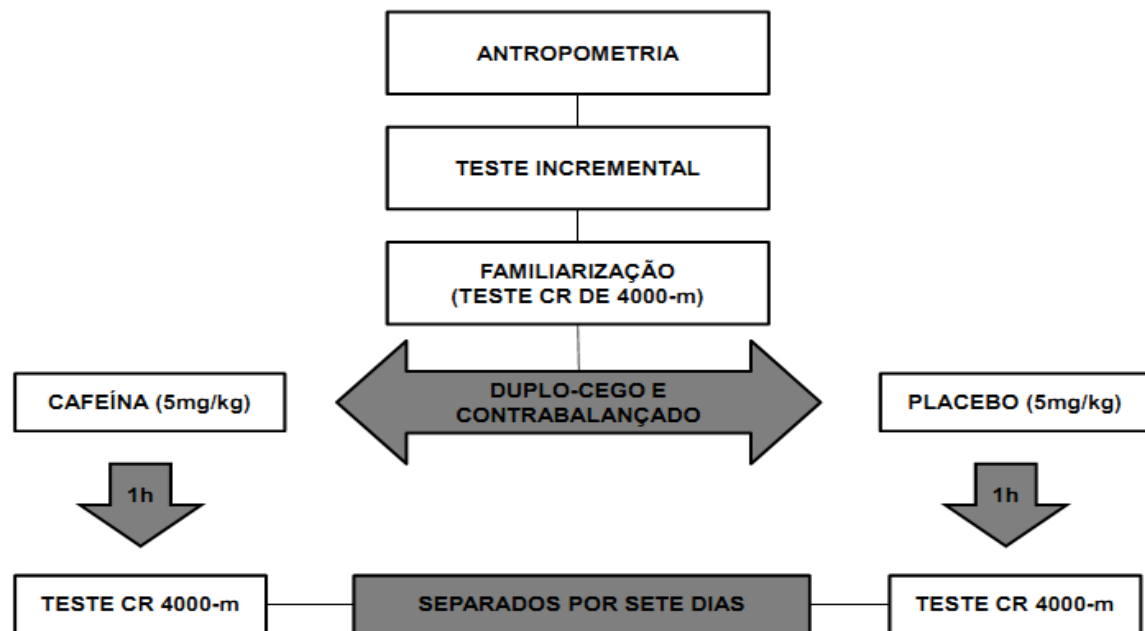 ANTROPOMETRIA
TESTE INCREMENTAL
FAMILIARIZAÇÃO
(TESTE CR DE 4000-m)
CAFEÍNA (5mg/kg)
DUPLO-CEGO E
CONTRABALANÇADO
PLACEBO (5mg/kg)
1h
1h
TESTE CR 4000-m
SEPARADOS POR SETE DIAS
TESTE CR 4000-m